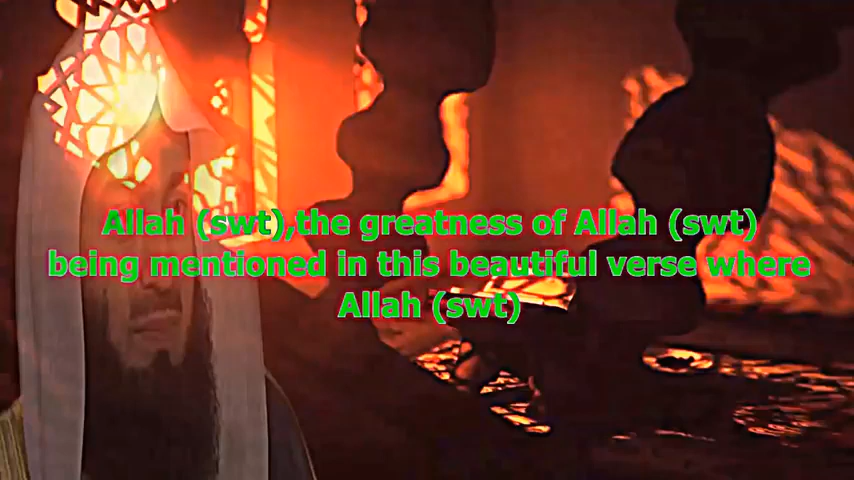 Allah (swt),the greatness of Allah (swt)
being mentioned in this beautiful verse where
Allah (swt)